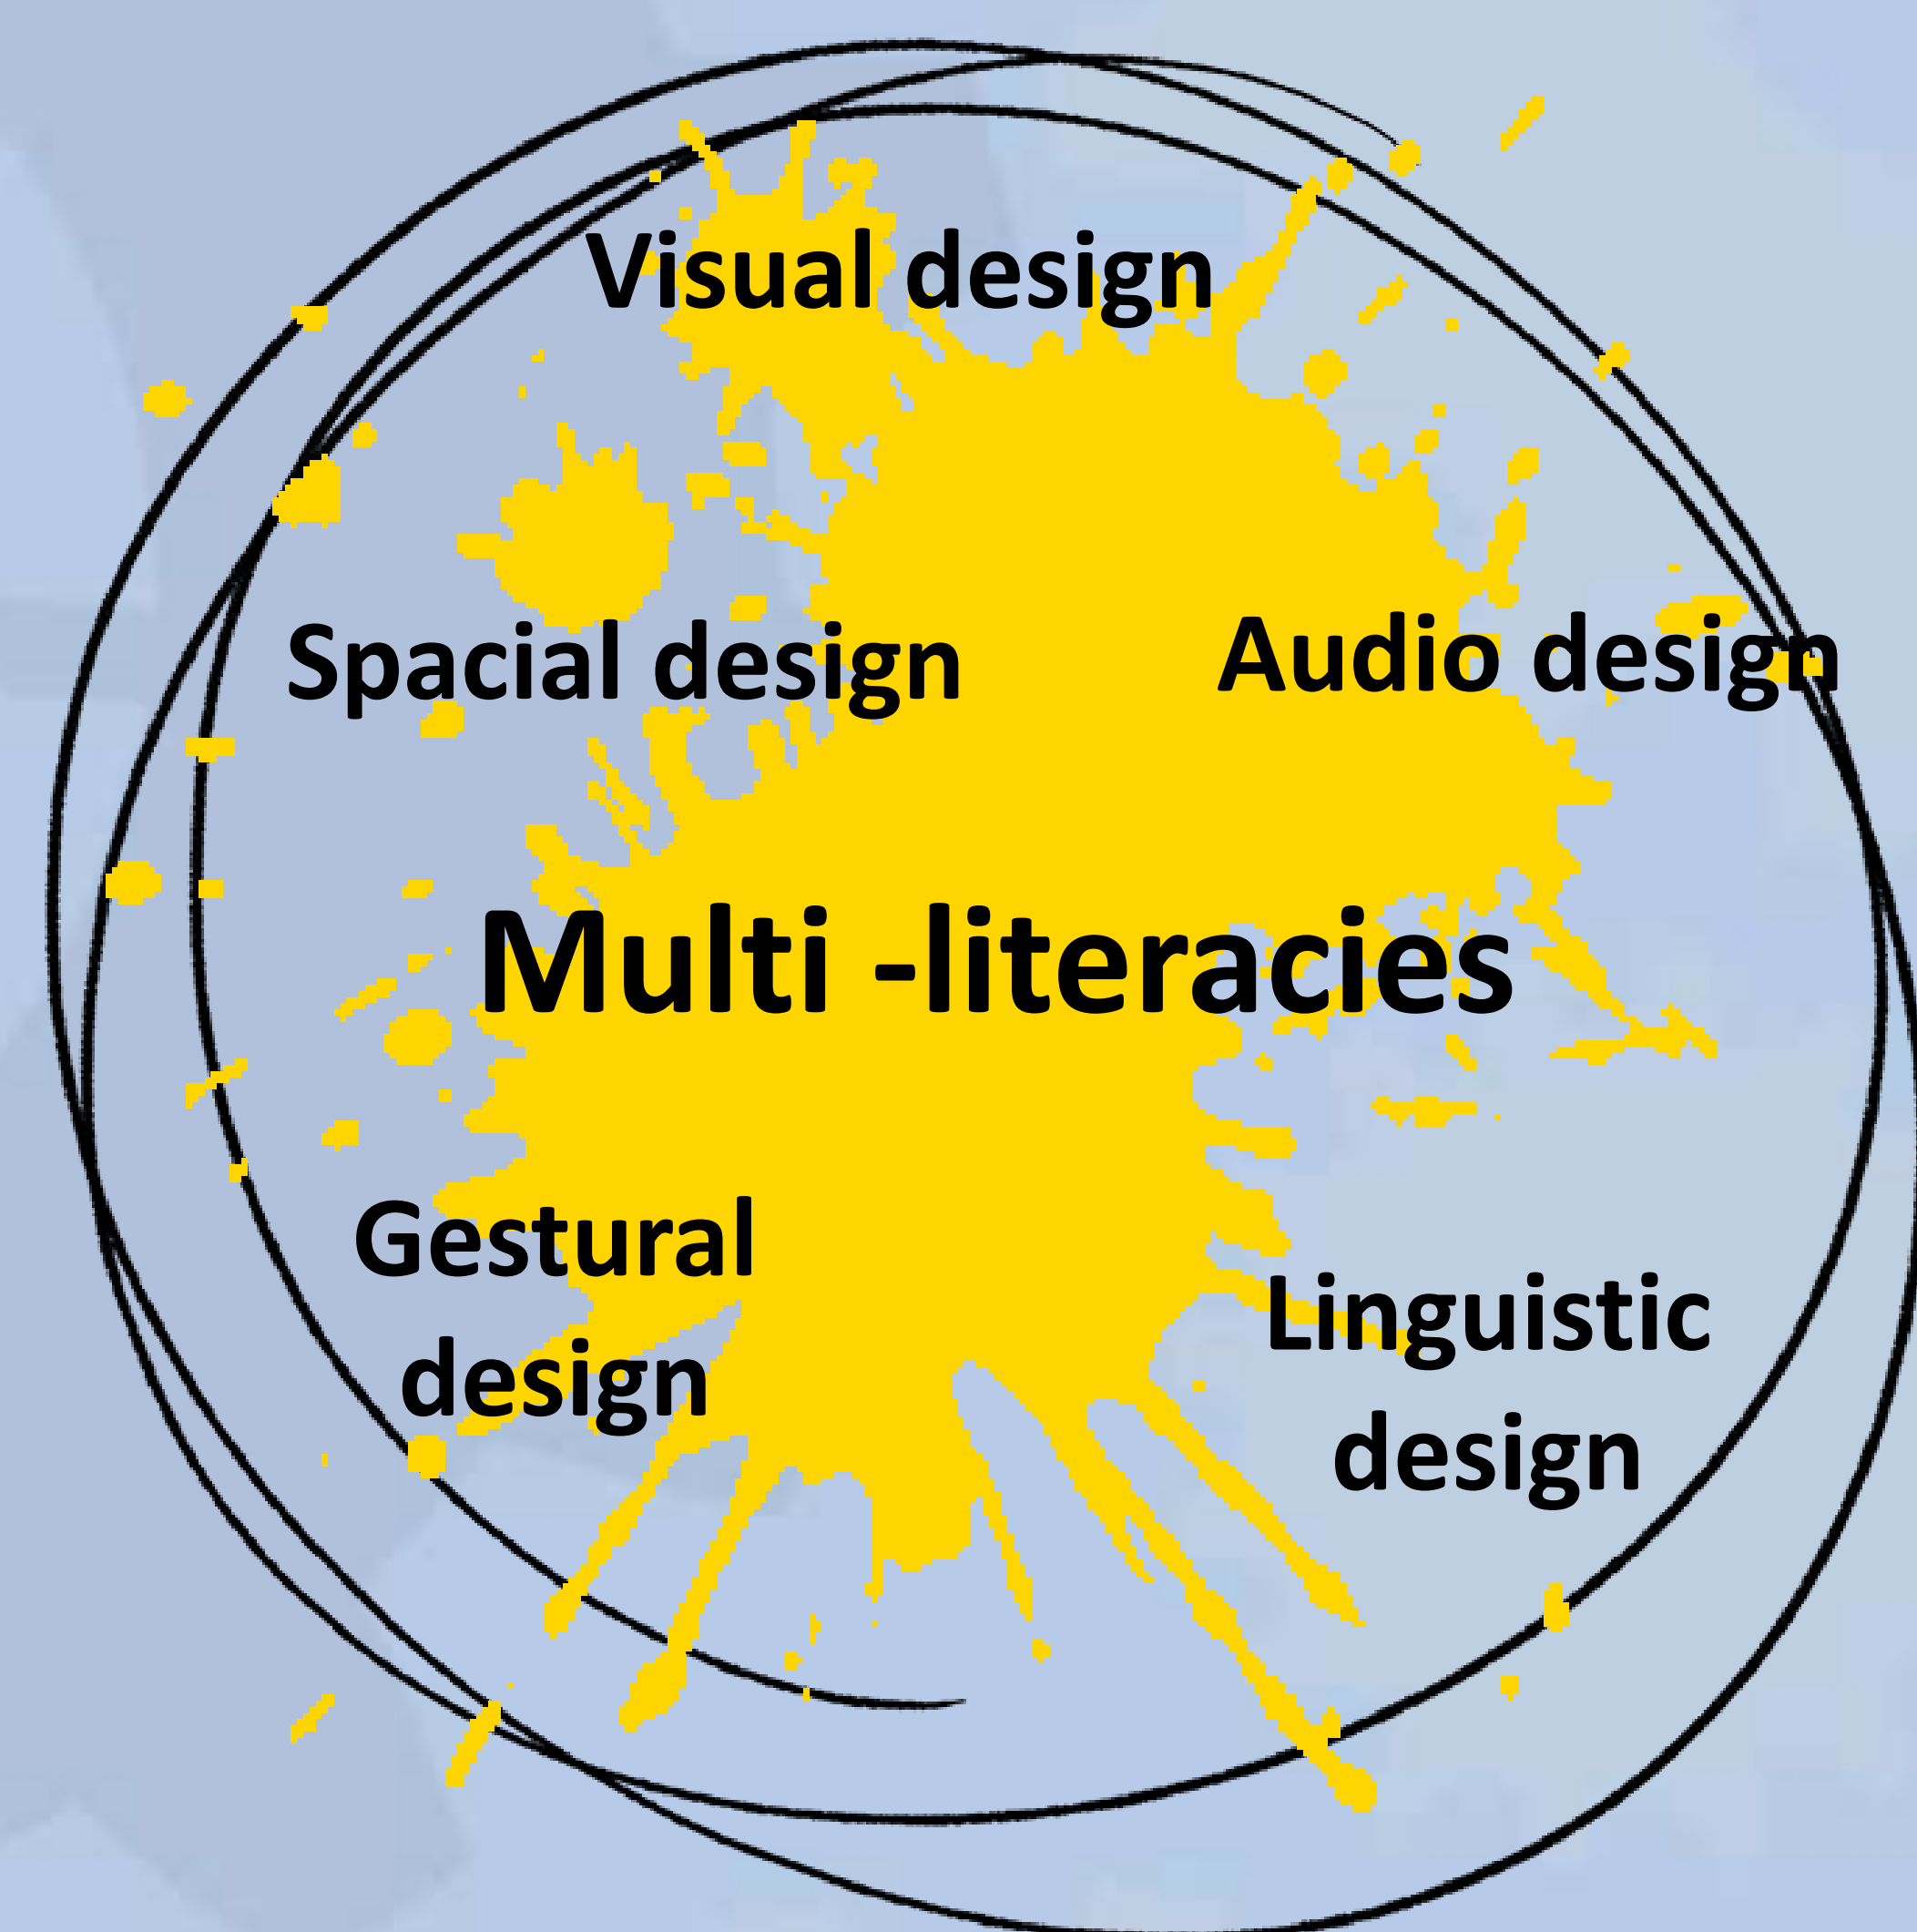 Visual design
Spacial design
Audio design
Multi -literacies
Gestural
design
Linguistic
design